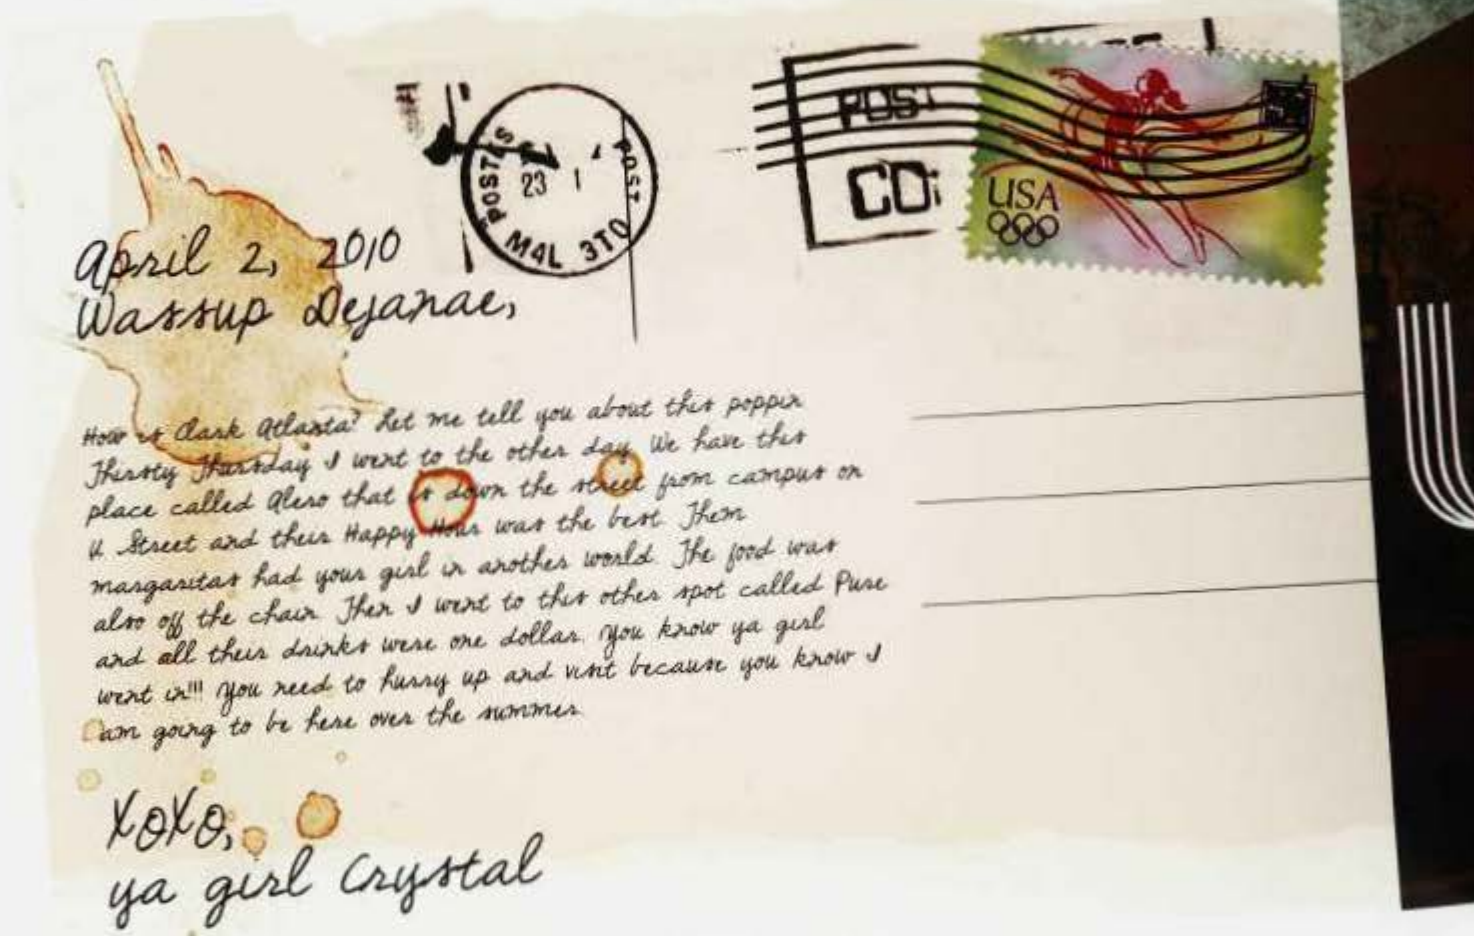 POSTES
23 1
POST
M4L 3T0
POST
CDi
USA
April 2, 2010
Wassup Dejanae,
How is Clark Atlanta? Let me tell you about this poppin
Thirsty Thursday I went to the other day. We have this
place called Alero that is down the street from campus on
U Street and their Happy Hour was the best. Them
margaritas had your girl in another world. The food was
also off the chain. Then I went to this other spot called Pure
and all their drinks were one dollar. You know ya girl
went in!!! You need to hurry up and visit because you know I
am going to be here over the summer.
XoXo,
ya girl Crystal